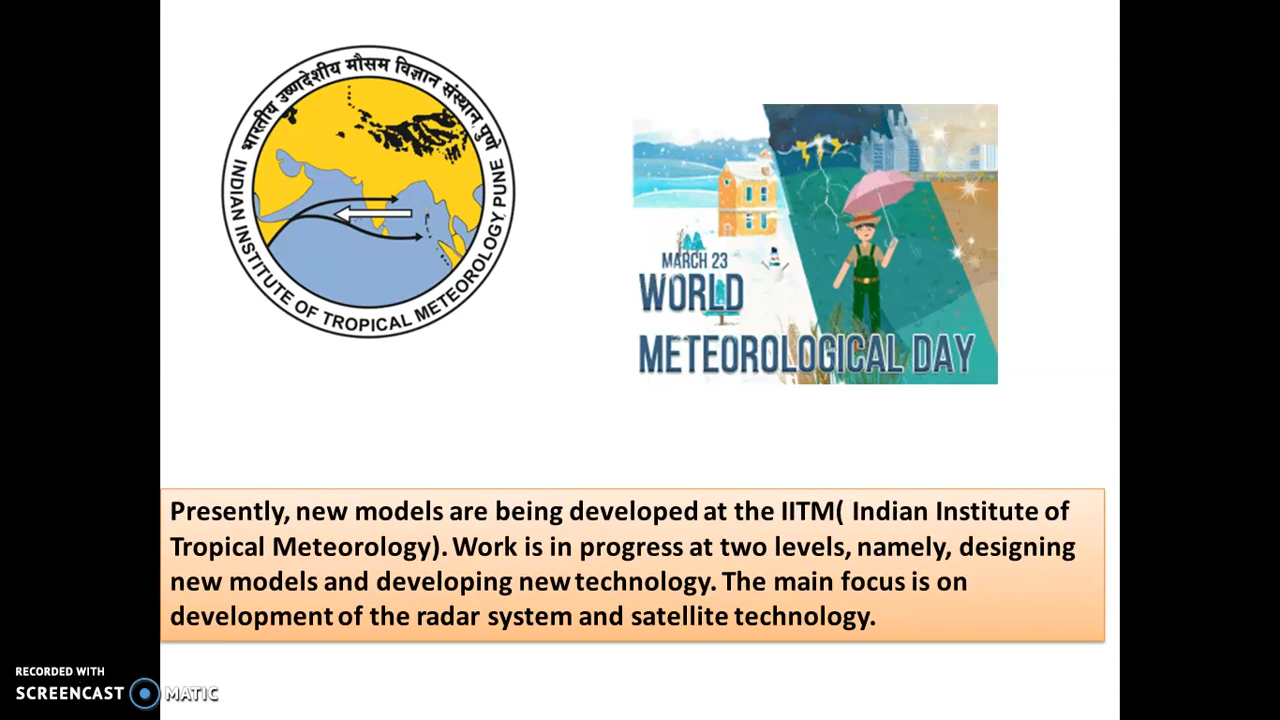 भारतीय उष्णदेशीय मौसम विज्ञान संस्थान पुणे
INDIAN INSTITUTE OF TROPICAL METEOROLOGY, PUNE
MARCH 23
WORLD
METEOROLOGICAL DAY
Presently, new models are being developed at the IITM( Indian Institute of
Tropical Meteorology). Work is in progress at two levels, namely, designing
new models and developing new technology. The main focus is on
development of the radar system and satellite technology.
RECORDED WITH
SCREENCAST MATIC